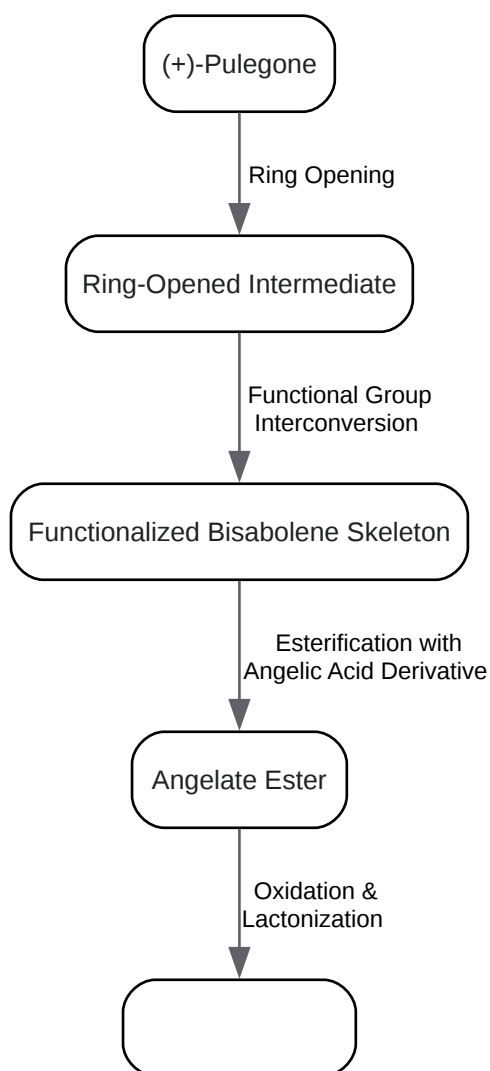 (+)-Pulegone
Ring Opening
Ring-Opened Intermediate
Functional Group
Interconversion
Functionalized Bisabolene Skeleton
Esterification with
Angelic Acid Derivative
Angelate Ester
Oxidation &
Lactonization